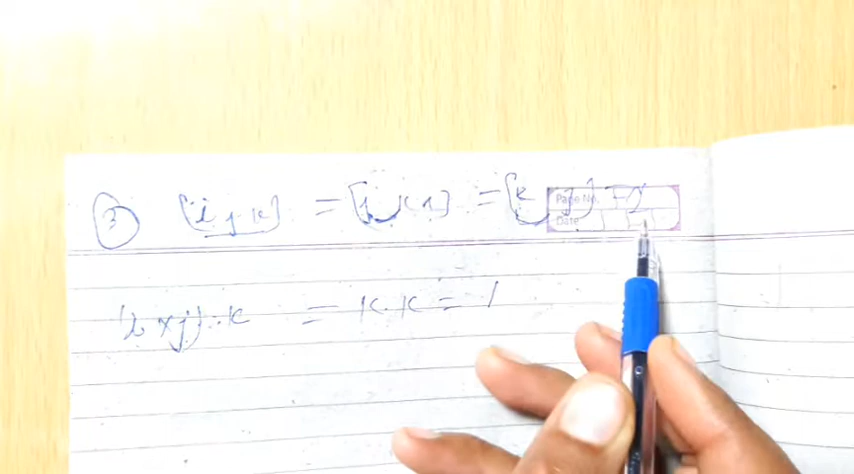 ③ [i j k] = [j k i] = [k i j] = 1
Page No.
Date
(i × j) · k = k · k = 1